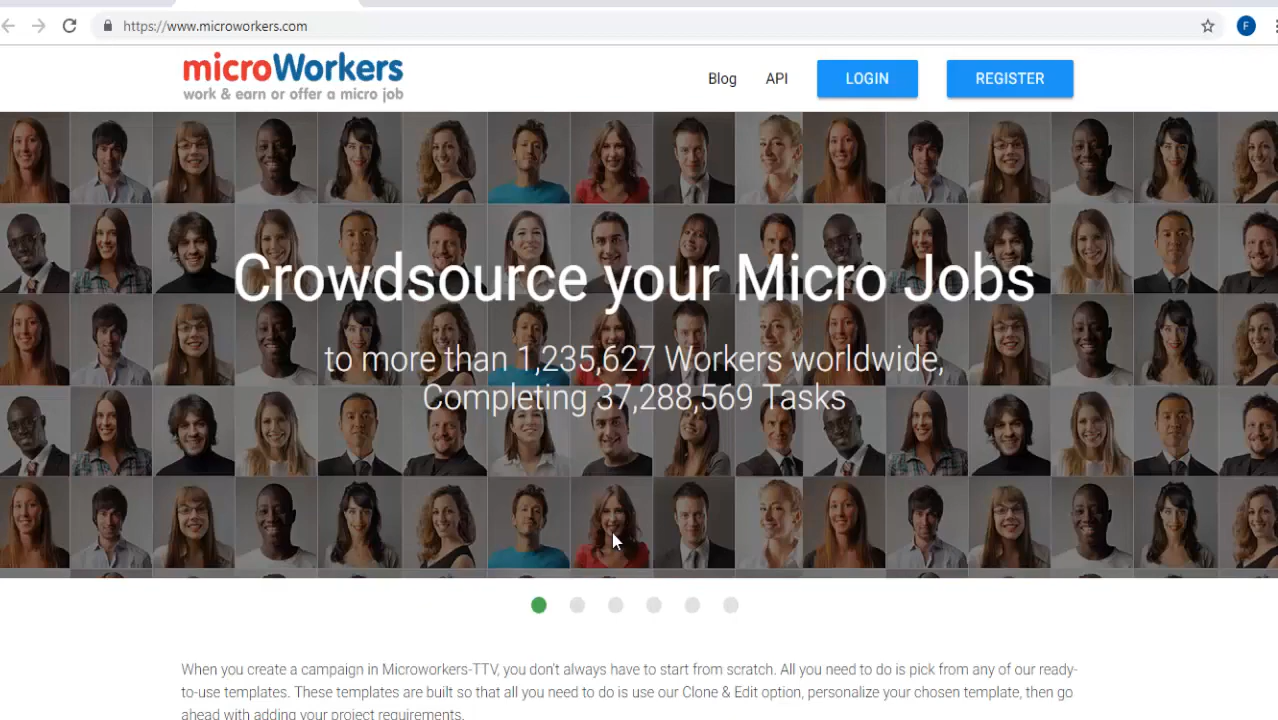 https://www.microworkers.com
F
microWorkers
work & earn or offer a micro job
Blog
API
LOGIN
REGISTER
Crowdsource your Micro Jobs
to more than 1,235,627 Workers worldwide,
Completing 37,288,569 Tasks
When you create a campaign in Microworkers-TTV, you don't always have to start from scratch. All you need to do is pick from any of our ready-
to-use templates. These templates are built so that all you need to do is use our Clone & Edit option, personalize your chosen template, then go
ahead with adding your project requirements.